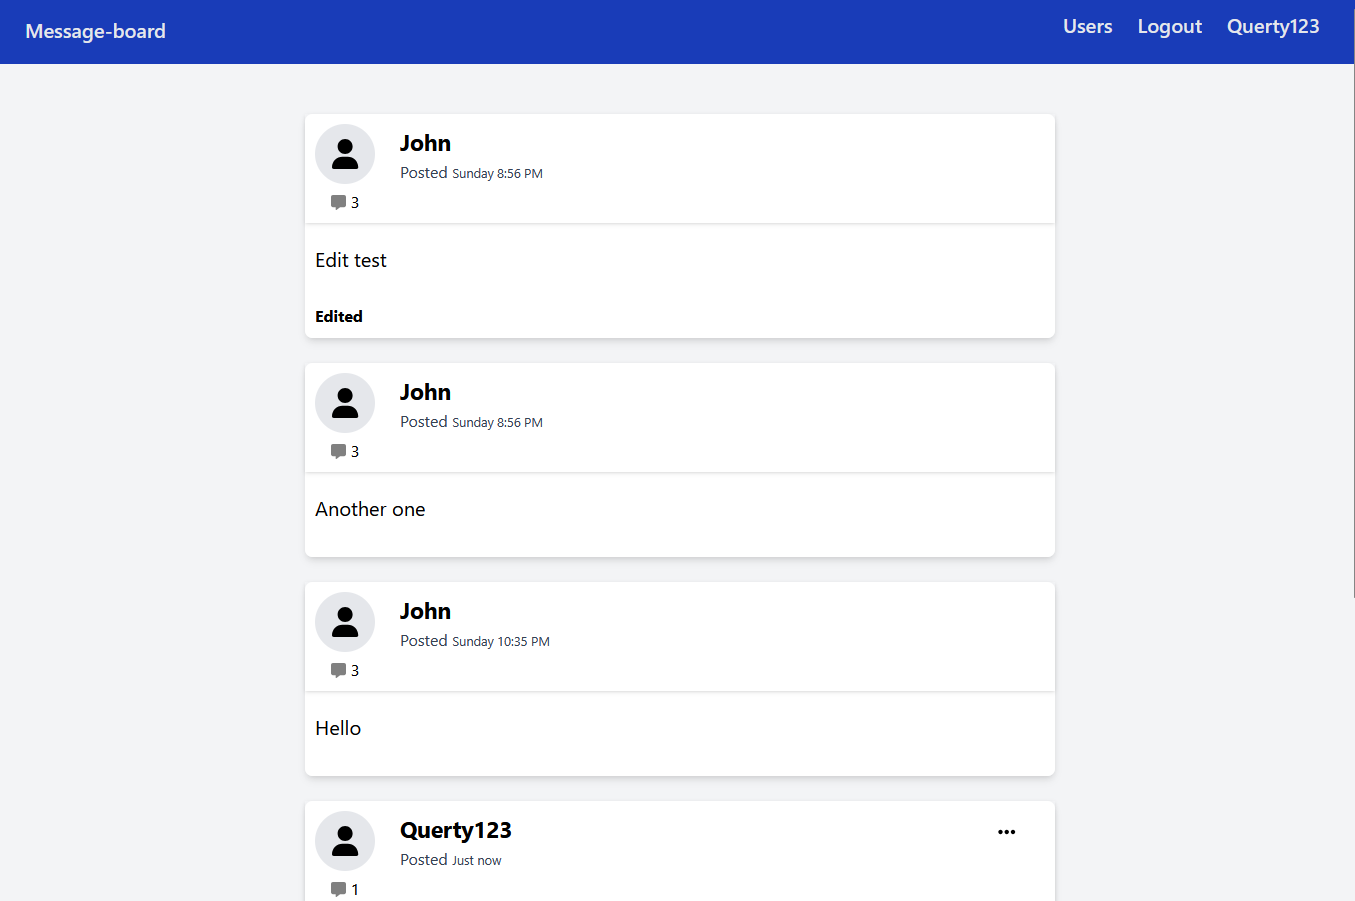 Message-board
Users Logout Querty123
John
Posted Sunday 8:56 PM
3
Edit test
Edited
John
Posted Sunday 8:56 PM
3
Another one
John
Posted Sunday 10:35 PM
3
Hello
Querty123
Posted Just now
1